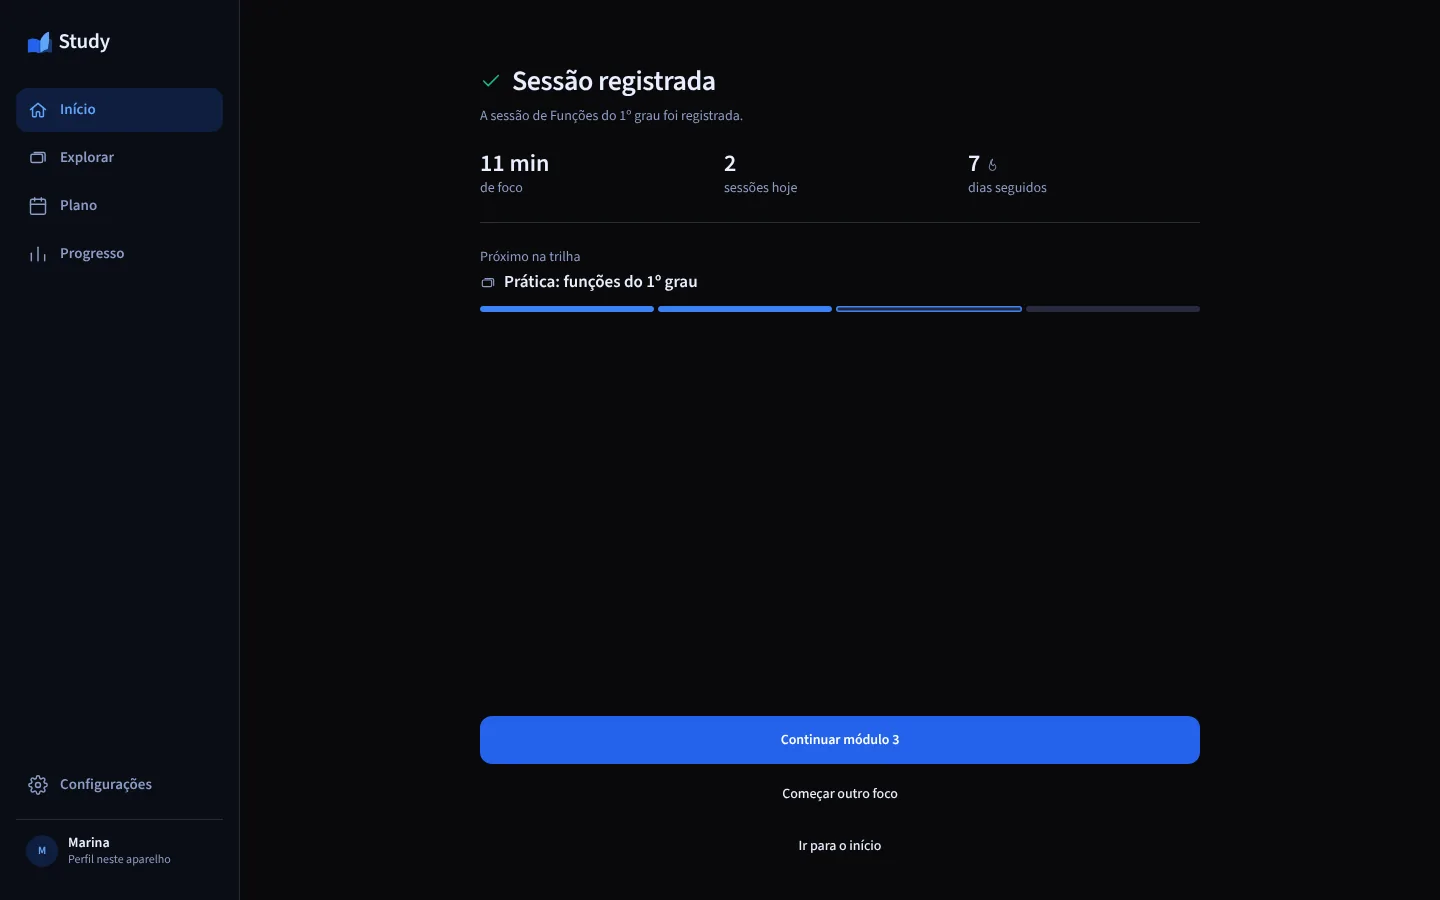 Study
Início
Explorar
Plano
Progresso
Configurações
M
Marina
Perfil neste aparelho
Sessão registrada
A sessão de Funções do 1º grau foi registrada.
11 min
de foco
2
sessões hoje
7
dias seguidos
Próximo na trilha
Prática: funções do 1º grau
Continuar módulo 3
Começar outro foco
Ir para o início